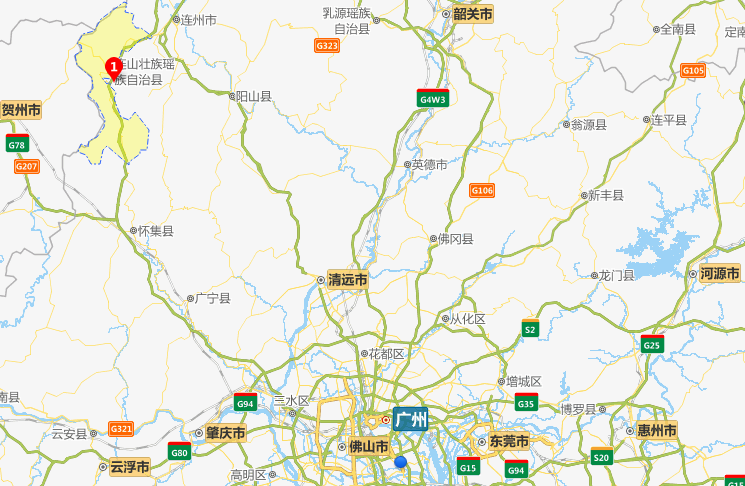 连州市
乳源瑶族
自治县
韶关市
G323
全南县
定南
G105
1
连山壮族瑶
族自治县
阳山县
G4W3
贺州市
G78
G207
翁源县
连平县
英德市
G106
新丰县
怀集县
佛冈县
清远市
龙门县
河源市
广宁县
从化区
S2
G25
花都区
增城区
南县
G94
三水区
G35
博罗县
广州
云安县
G321
肇庆市
佛山市
东莞市
惠州市
G80
S20
云浮市
高明区
G15
G94
G15